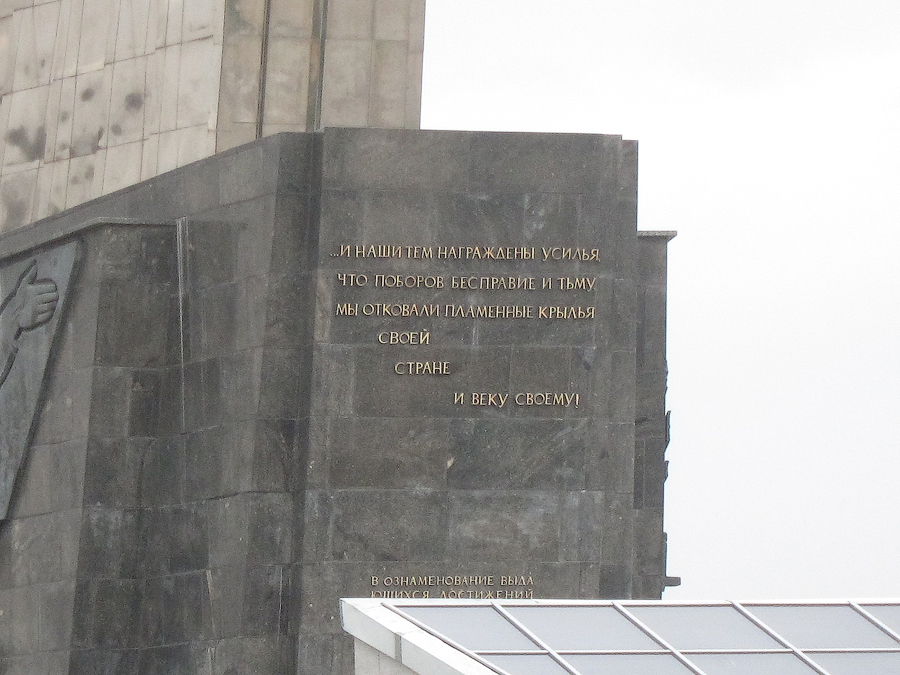 ...И НАШИ ТЕМ НАГРАЖДЕНЫ УСИЛЬЯ,
ЧТО ПОБОРОВ БЕСПРАВИЕ И ТЬМУ,
МЫ ОТКОВАЛИ ПЛАМЕННЫЕ КРЫЛЬЯ
СВОЕЙ
СТРАНЕ
И ВЕКУ СВОЕМУ!
В ОЗНАМЕНОВАНИЕ ВЫДА
ЮЩИХСЯ ДОСТИЖЕНИЙ